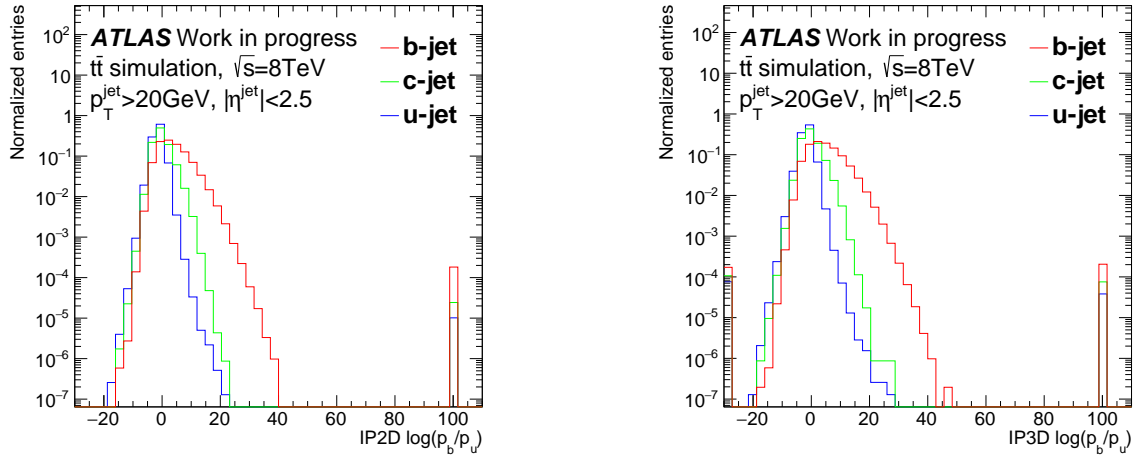 Normalized entries
10²
10
1
10⁻¹
10⁻²
10⁻³
10⁻⁴
10⁻⁵
10⁻⁶
10⁻⁷
ATLAS Work in progress
tt̄ simulation, √s=8TeV
p_T^jet>20GeV, |η^jet|<2.5
b-jet
c-jet
u-jet
−20 0 20 40 60 80 100
IP2D log(p_b/p_u)
Normalized entries
10²
10
1
10⁻¹
10⁻²
10⁻³
10⁻⁴
10⁻⁵
10⁻⁶
10⁻⁷
ATLAS Work in progress
tt̄ simulation, √s=8TeV
p_T^jet>20GeV, |η^jet|<2.5
b-jet
c-jet
u-jet
−20 0 20 40 60 80 100
IP3D log(p_b/p_u)